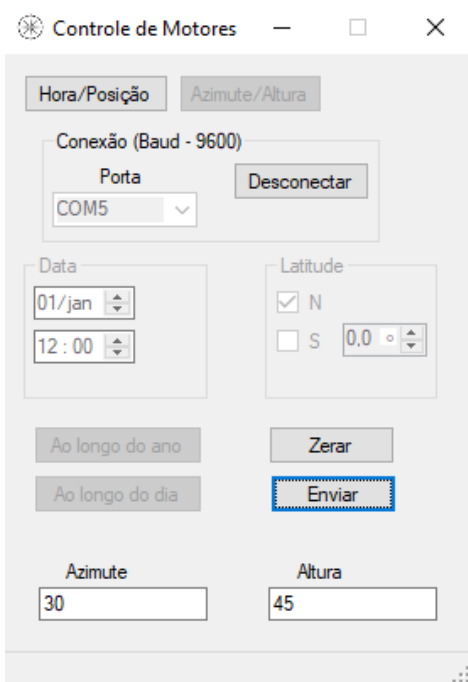 Controle de Motores
Hora/Posição Azimute/Altura
Conexão (Baud - 9600)
Porta
COM5 Desconectar
Data Latitude
01/jan N
12 : 00 S 0,0 °
Ao longo do ano Zerar
Ao longo do dia Enviar
Azimute Altura
30 45